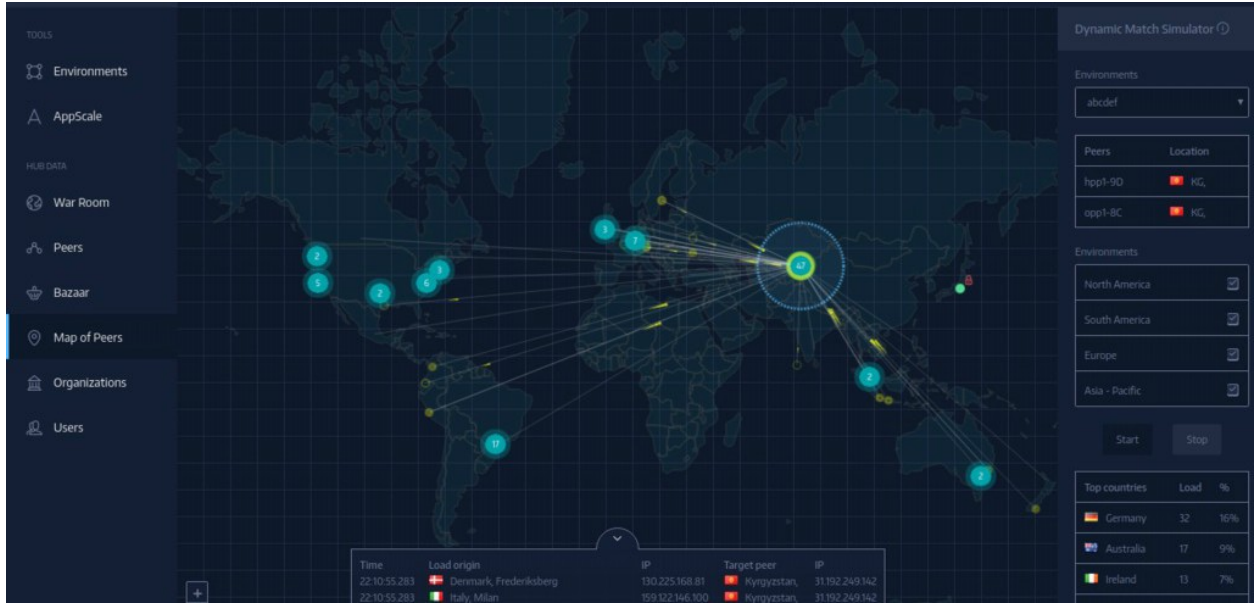 TOOLS
Environments
AppScale
HUB DATA
War Room
Peers
Bazaar
Map of Peers
Organizations
Users
2
5
2
3
6
3
7
47
2
17
2
+
Time Load origin IP Target peer IP
22:10:55.283 Denmark, Frederiksberg 130.225.168.81 Kyrgyzstan, 31.192.249.142
22:10:55.283 Italy, Milan 159.122.146.100 Kyrgyzstan, 31.192.249.142
Dynamic Match Simulator
Environments
abcdef
Peers Location
hpp1-9D KG,
opp1-8C KG,
Environments
North America
South America
Europe
Asia - Pacific
Start Stop
Top countries Load %
Germany 32 16%
Australia 17 9%
Ireland 13 7%